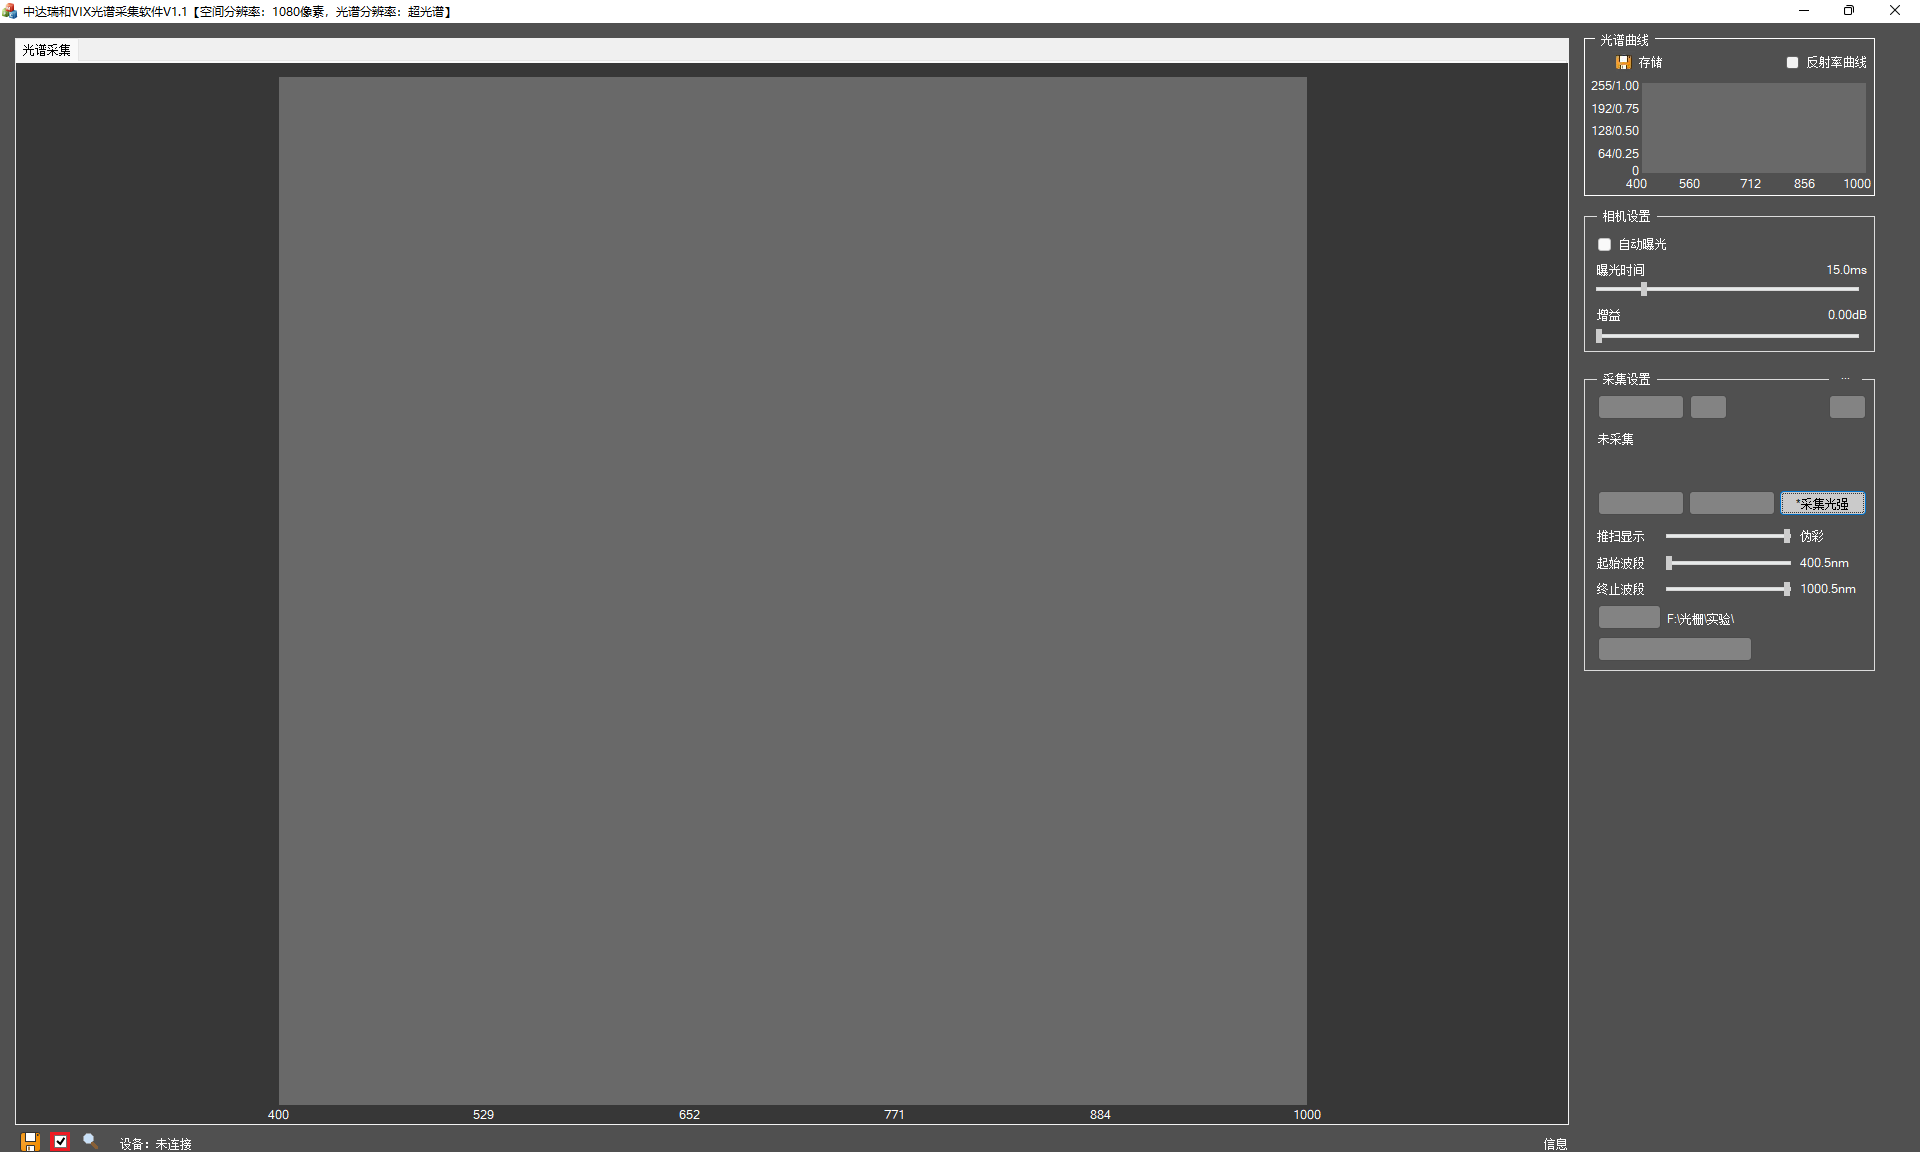 中达瑞和VIX光谱采集软件V1.1【空间分辨率：1080像素，光谱分辨率：超光谱】
光谱采集
400 529 652 771 884 1000
设备：未连接
信息
光谱曲线
存储
反射率曲线
255/1.00
192/0.75
128/0.50
64/0.25
0
400 560 712 856 1000
相机设置
自动曝光
曝光时间 15.0ms
增益 0.00dB
采集设置 ...
未采集
*采集光强
推扫显示 伪彩
起始波段 400.5nm
终止波段 1000.5nm
F:\光栅\实验\